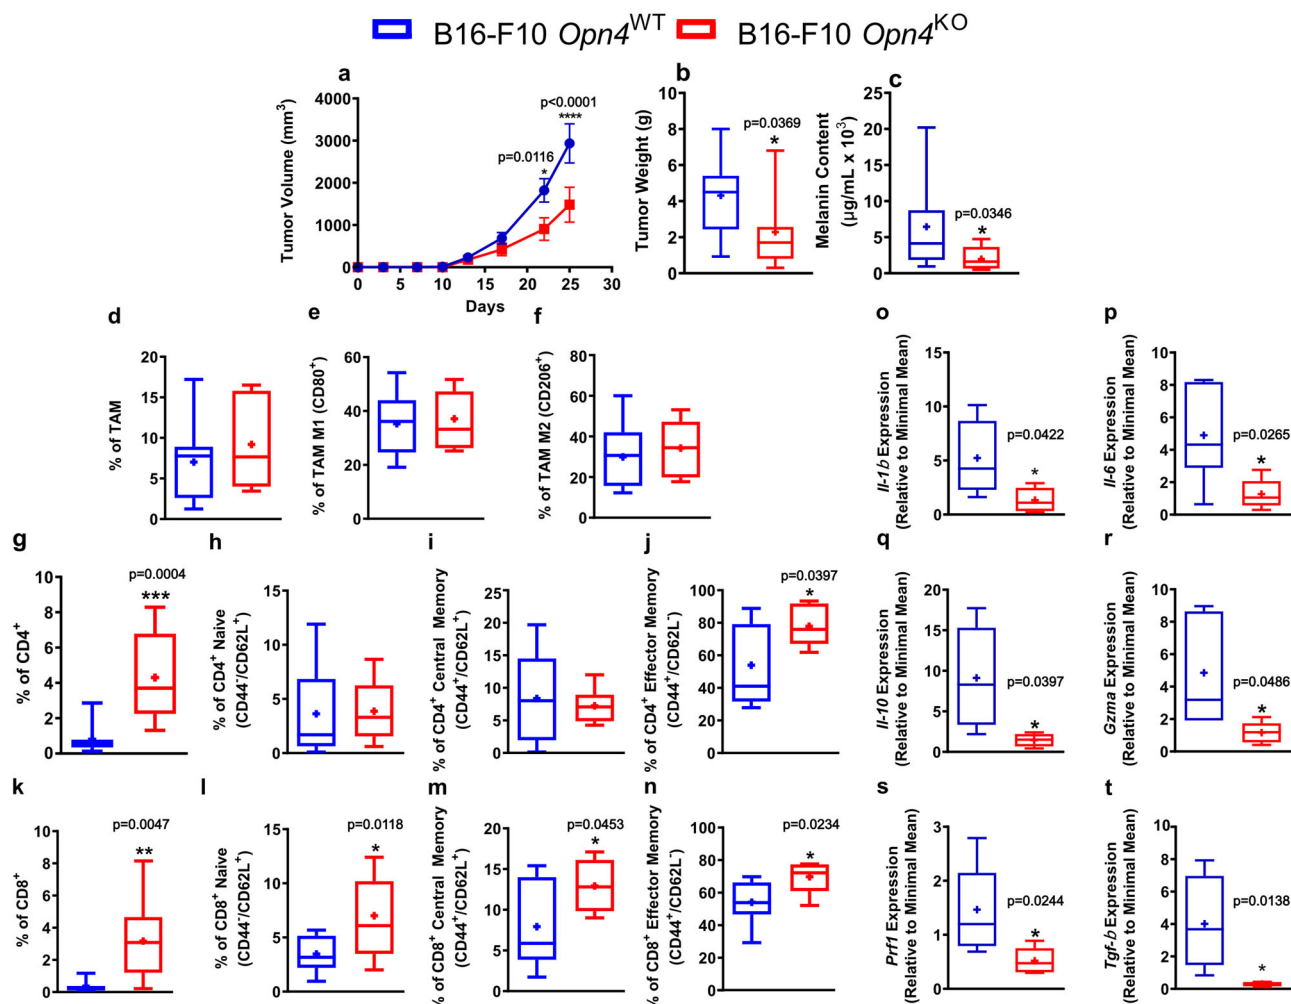 B16-F10 Opn4WT B16-F10 Opn4KO
a
Tumor Volume (mm3)
4000
3000
2000
1000
0
p<0.0001
****
p=0.0116
*
0 5 10 15 20 25 30
Days
b
Tumor Weight (g)
10
8
6
4
2
0
p=0.0369
*
c
Melanin Content
(µg/mL x 103)
25
20
15
10
5
0
p=0.0346
*
d
% of TAM
20
15
10
5
0
e
% of TAM M1 (CD80+)
60
40
20
0
f
% of TAM M2 (CD206+)
80
60
40
20
0
o
Il-1b Expression
(Relative to Minimal Mean)
15
10
5
0
p=0.0422
*
p
Il-6 Expression
(Relative to Minimal Mean)
10
8
6
4
2
0
p=0.0265
*
g
% of CD4+
10
8
6
4
2
0
p=0.0004
***
h
% of CD4+ Naive
(CD44-/CD62L+)
15
10
5
0
i
% of CD4+ Central Memory
(CD44+/CD62L+)
25
20
15
10
5
0
j
% of CD4+ Effector Memory
(CD44+/CD62L-)
100
80
60
40
20
0
p=0.0397
*
q
Il-10 Expression
(Relative to Minimal Mean)
20
15
10
5
0
p=0.0397
*
r
Gzma Expression
(Relative to Minimal Mean)
10
8
6
4
2
0
p=0.0486
*
k
% of CD8+
10
8
6
4
2
0
p=0.0047
**
l
% of CD8+ Naive
(CD44-/CD62L+)
15
10
5
0
p=0.0118
*
m
% of CD8+ Central Memory
(CD44+/CD62L+)
20
15
10
5
0
p=0.0453
*
n
% of CD8+ Effector Memory
(CD44+/CD62L-)
100
80
60
40
20
0
p=0.0234
*
s
Prf1 Expression
(Relative to Minimal Mean)
3
2
1
0
p=0.0244
*
t
Tgf-b Expression
(Relative to Minimal Mean)
10
8
6
4
2
0
p=0.0138
*